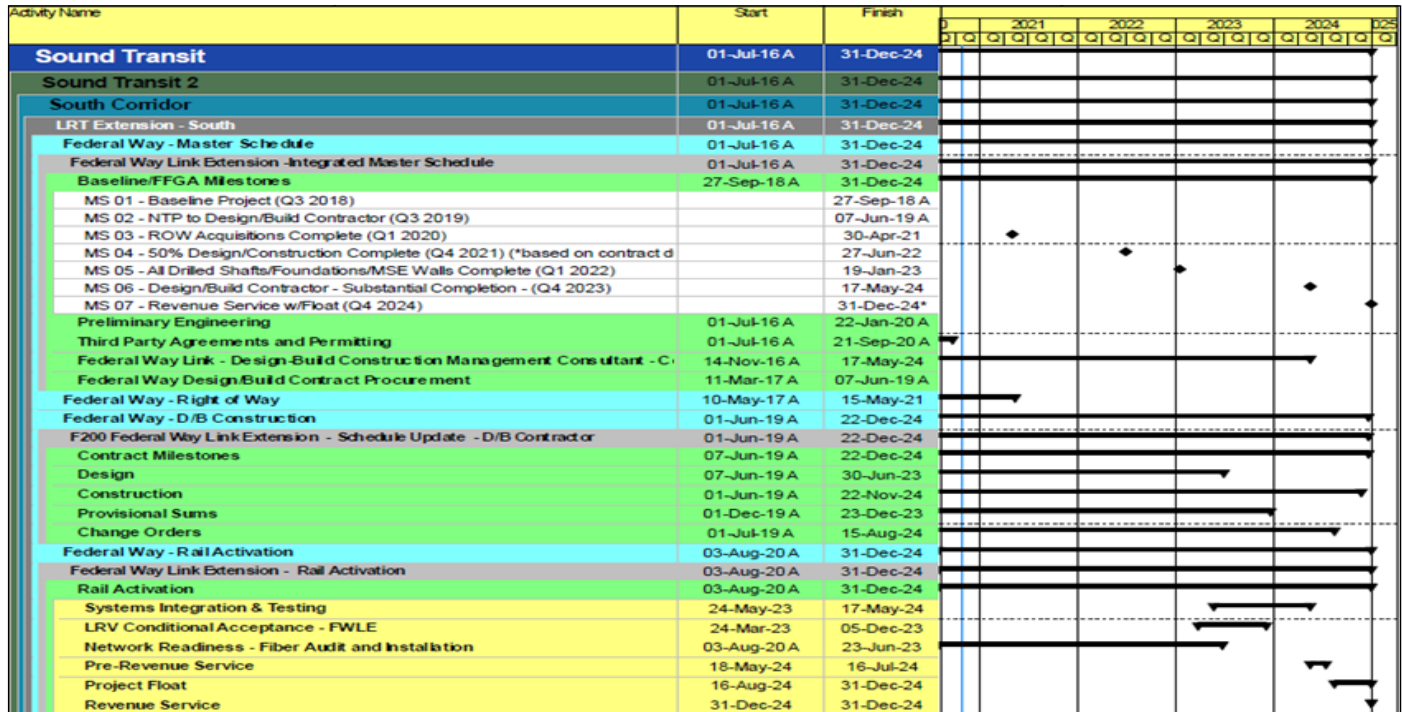 Activity Name Start Finish
D 2021 2022 2023 2024 025
Q Q Q Q Q Q Q Q Q Q Q Q Q Q Q Q Q Q Q
Sound Transit 01-Jul-16 A 31-Dec-24
Sound Transit 2 01-Jul-16 A 31-Dec-24
South Corridor 01-Jul-16 A 31-Dec-24
LRT Extension - South 01-Jul-16 A 31-Dec-24
Federal Way - Master Schedule 01-Jul-16 A 31-Dec-24
Federal Way Link Extension -Integrated Master Schedule 01-Jul-16 A 31-Dec-24
Baseline/FFGA Milestones 27-Sep-18 A 31-Dec-24
MS 01 - Baseline Project (Q3 2018) 27-Sep-18 A
MS 02 - NTP to Design/Build Contractor (Q3 2019) 07-Jun-19 A
MS 03 - ROW Acquisitions Complete (Q1 2020) 30-Apr-21
MS 04 - 50% Design/Construction Complete (Q4 2021) (*based on contract d 27-Jun-22
MS 05 - All Drilled Shafts/Foundations/MSE Walls Complete (Q1 2022) 19-Jan-23
MS 06 - Design/Build Contractor - Substantial Completion - (Q4 2023) 17-May-24
MS 07 - Revenue Service w/Float (Q4 2024) 31-Dec-24*
Preliminary Engineering 01-Jul-16 A 22-Jan-20 A
Third Party Agreements and Permitting 01-Jul-16 A 21-Sep-20 A
Federal Way Link - Design-Build Construction Management Consultant - C 14-Nov-16 A 17-May-24
Federal Way Design/Build Contract Procurement 11-Mar-17 A 07-Jun-19 A
Federal Way - Right of Way 10-May-17 A 15-May-21
Federal Way - D/B Construction 01-Jun-19 A 22-Dec-24
F200 Federal Way Link Extension - Schedule Update - D/B Contractor 01-Jun-19 A 22-Dec-24
Contract Milestones 07-Jun-19 A 22-Dec-24
Design 07-Jun-19 A 30-Jun-23
Construction 01-Jun-19 A 22-Nov-24
Provisional Sums 01-Dec-19 A 23-Dec-23
Change Orders 01-Jul-19 A 15-Aug-24
Federal Way - Rail Activation 03-Aug-20 A 31-Dec-24
Federal Way Link Extension - Rail Activation 03-Aug-20 A 31-Dec-24
Rail Activation 03-Aug-20 A 31-Dec-24
Systems Integration & Testing 24-May-23 17-May-24
LRV Conditional Acceptance - FWLE 24-Mar-23 05-Dec-23
Network Readiness - Fiber Audit and Installation 03-Aug-20 A 23-Jun-23
Pre-Revenue Service 18-May-24 16-Jul-24
Project Float 16-Aug-24 31-Dec-24
Revenue Service 31-Dec-24 31-Dec-24